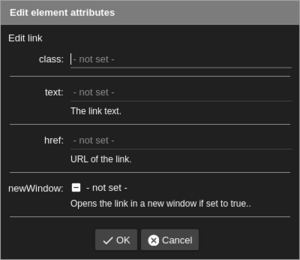 Edit element attributes
Edit link
class: - not set -
text: - not set -
The link text.
href: - not set -
URL of the link.
newWindow: - not set -
Opens the link in a new window if set to true..
OK Cancel